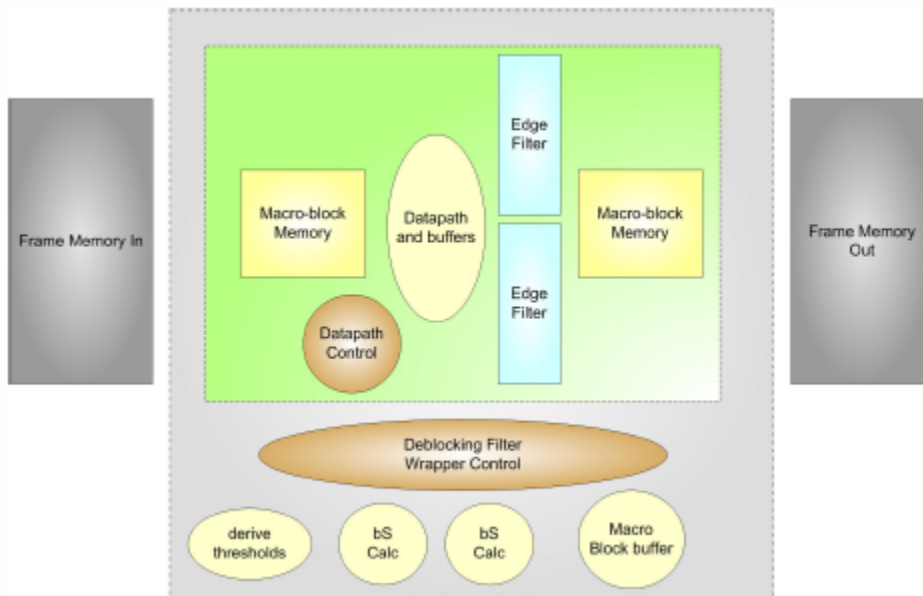 Frame Memory In
Macro-block
Memory
Datapath
and buffers
Edge
Filter
Edge
Filter
Macro-block
Memory
Frame Memory
Out
Datapath
Control
Deblocking Filter
Wrapper Control
derive
thresholds
bS
Calc
bS
Calc
Macro
Block buffer